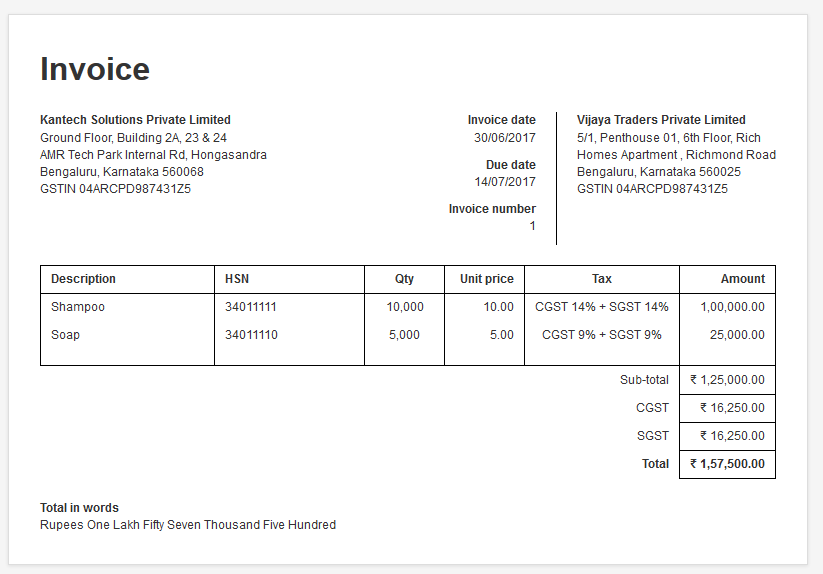 Invoice
Kantech Solutions Private Limited
Ground Floor, Building 2A, 23 & 24
AMR Tech Park Internal Rd, Hongasandra
Bengaluru, Karnataka 560068
GSTIN 04ARCPD987431Z5
Invoice date
30/06/2017
Due date
14/07/2017
Invoice number
1
Vijaya Traders Private Limited
5/1, Penthouse 01, 6th Floor, Rich
Homes Apartment , Richmond Road
Bengaluru, Karnataka 560025
GSTIN 04ARCPD987431Z5
Description HSN Qty Unit price Tax Amount
Shampoo 34011111 10,000 10.00 CGST 14% + SGST 14% 1,00,000.00
Soap 34011110 5,000 5.00 CGST 9% + SGST 9% 25,000.00
Sub-total ₹ 1,25,000.00
CGST ₹ 16,250.00
SGST ₹ 16,250.00
Total ₹ 1,57,500.00
Total in words
Rupees One Lakh Fifty Seven Thousand Five Hundred